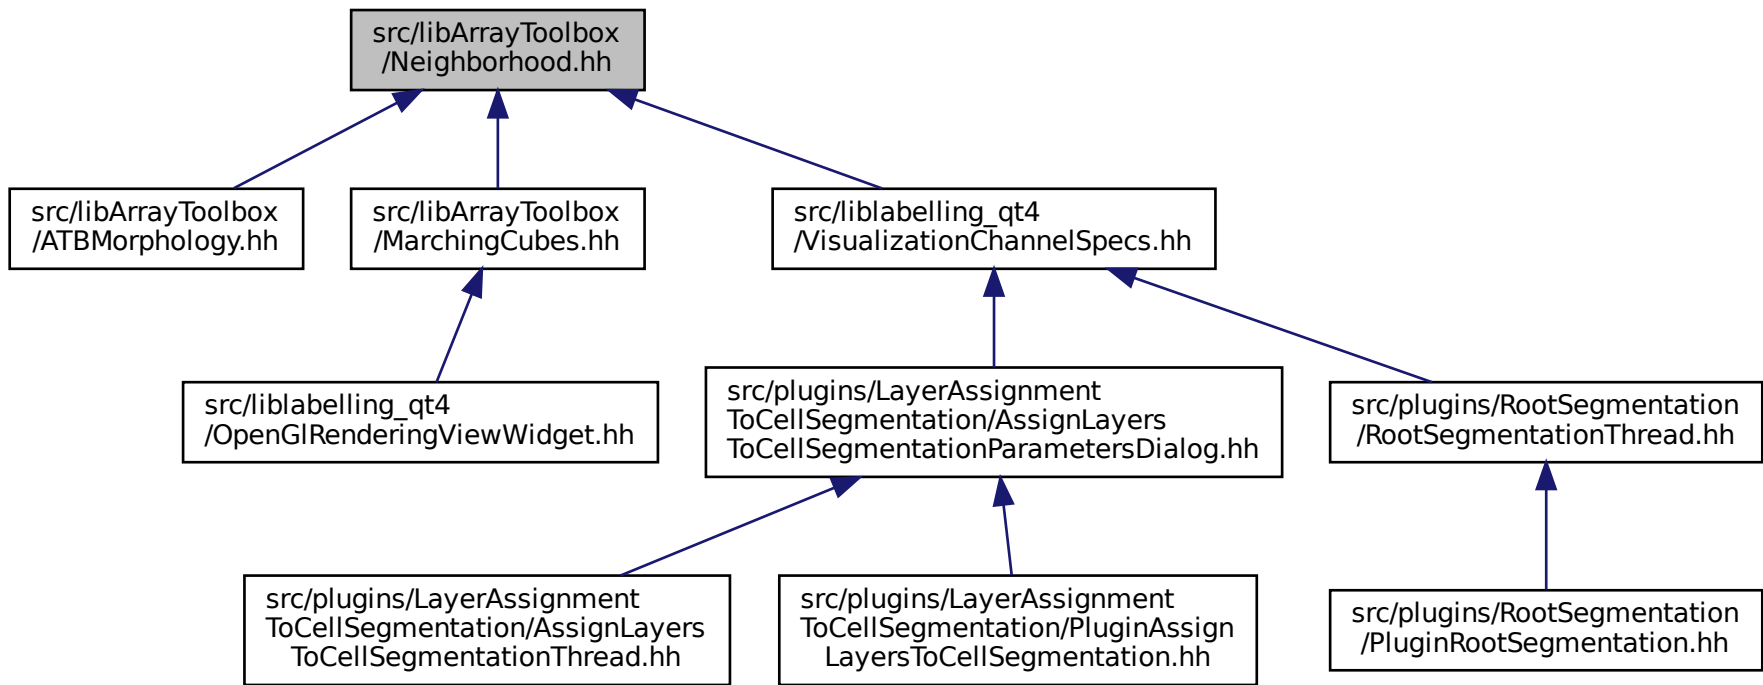 src/libArrayToolbox
/Neighborhood.hh
src/libArrayToolbox
/ATBMorphology.hh
src/libArrayToolbox
/MarchingCubes.hh
src/liblabelling_qt4
/VisualizationChannelSpecs.hh
src/liblabelling_qt4
/OpenGlRenderingViewWidget.hh
src/plugins/LayerAssignment
ToCellSegmentation/AssignLayers
ToCellSegmentationParametersDialog.hh
src/plugins/RootSegmentation
/RootSegmentationThread.hh
src/plugins/LayerAssignment
ToCellSegmentation/AssignLayers
ToCellSegmentationThread.hh
src/plugins/LayerAssignment
ToCellSegmentation/PluginAssign
LayersToCellSegmentation.hh
src/plugins/RootSegmentation
/PluginRootSegmentation.hh